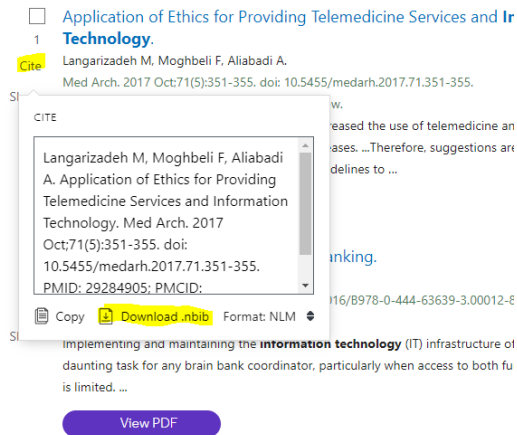 Application of Ethics for Providing Telemedicine Services and
Technology.
1
Cite
Langarizadeh M, Moghbeli F, Aliabadi A.
Med Arch. 2017 Oct;71(5):351-355. doi: 10.5455/medarh.2017.71.351-355.
CITE
reased the use of telemedicine an
eases. ...Therefore, suggestions are
delines to ...
Langarizadeh M, Moghbeli F, Aliabadi
A. Application of Ethics for Providing
Telemedicine Services and Information
Technology. Med Arch. 2017
Oct;71(5):351-355. doi:
10.5455/medarh.2017.71.351-355.
PMID: 29284905; PMCID:
anking.
016/B978-0-444-63639-3.00012-8
Copy Download .nbib Format: NLM
Implementing and maintaining the information technology (IT) infrastructure of
daunting task for any brain bank coordinator, particularly when access to both fu
is limited. ...
View PDF